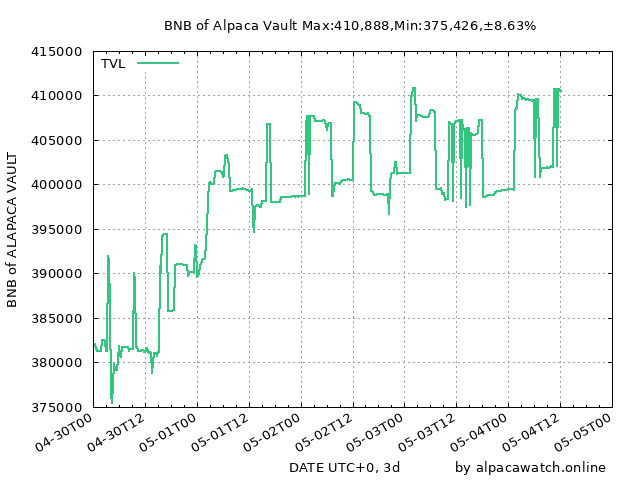 BNB of Alpaca Vault Max:410,888,Min:375,426,±8.63%
TVL
BNB of ALAPACA VAULT
415000
410000
405000
400000
395000
390000
385000
380000
375000
04-30T00
04-30T12
05-01T00
05-01T12
05-02T00
05-02T12
05-03T00
05-03T12
05-04T00
05-04T12
05-05T00
DATE UTC+0, 3d
by alpacawatch.online